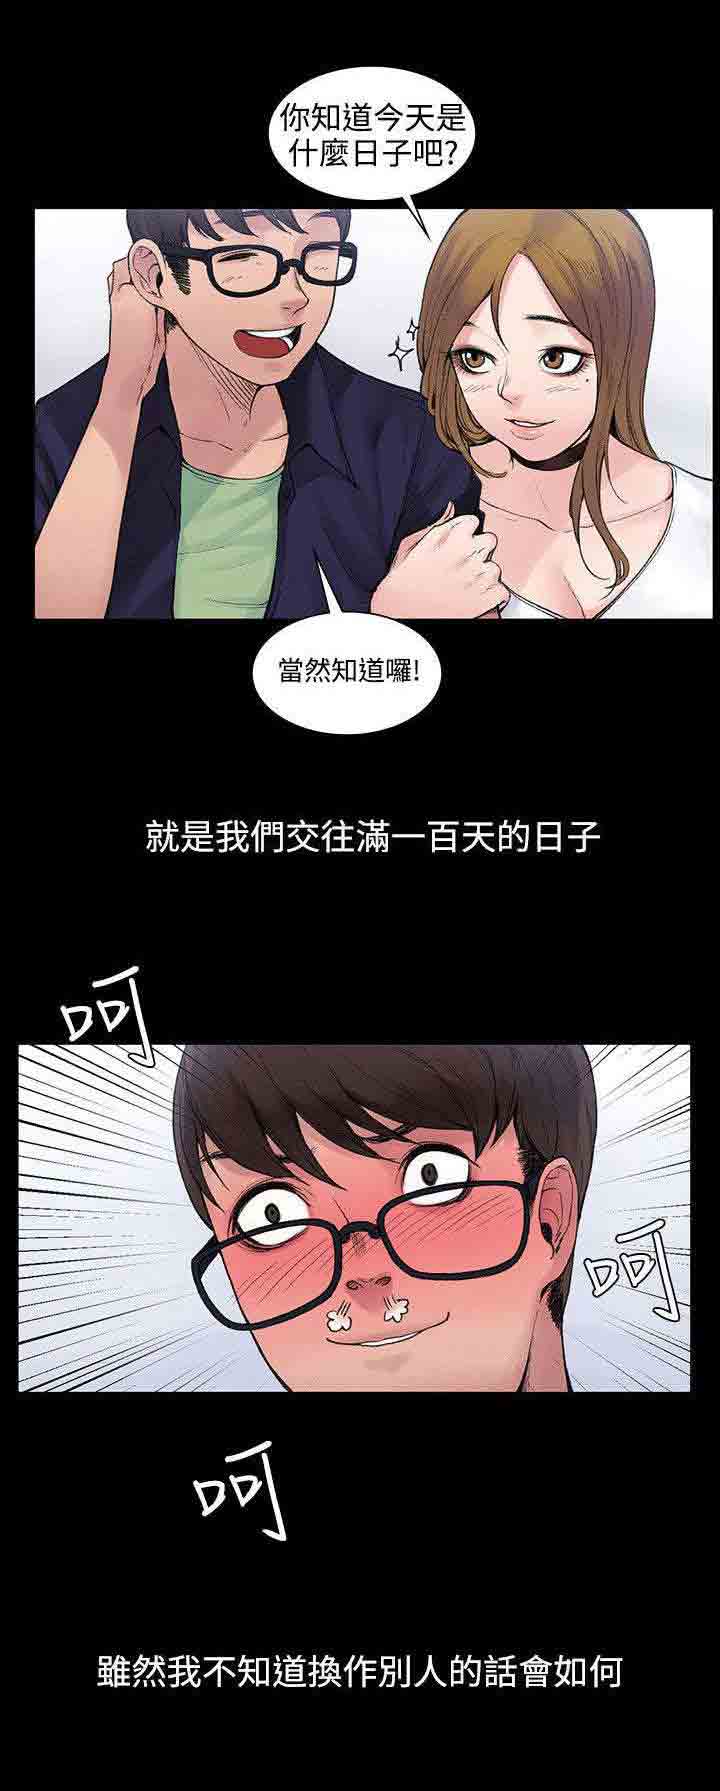 你知道今天是
什麼日子吧?
當然知道囉!
就是我們交往滿一百天的日子
呵
呵
呵
雖然我不知道換作別人的話會如何